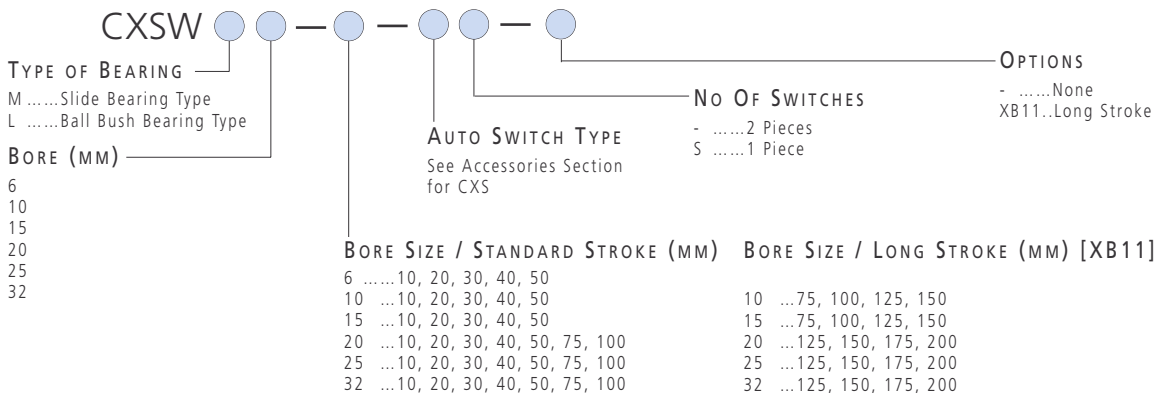 CXSW — — —
TYPE OF BEARING
M ......Slide Bearing Type
L ......Ball Bush Bearing Type
BORE (MM)
6
10
15
20
25
32
AUTO SWITCH TYPE
See Accessories Section
for CXS
NO OF SWITCHES
- ......2 Pieces
S ......1 Piece
OPTIONS
- ......None
XB11..Long Stroke
BORE SIZE / STANDARD STROKE (MM)
6 ......10, 20, 30, 40, 50
10 ...10, 20, 30, 40, 50
15 ...10, 20, 30, 40, 50
20 ...10, 20, 30, 40, 50, 75, 100
25 ...10, 20, 30, 40, 50, 75, 100
32 ...10, 20, 30, 40, 50, 75, 100
BORE SIZE / LONG STROKE (MM) [XB11]
10 ...75, 100, 125, 150
15 ...75, 100, 125, 150
20 ...125, 150, 175, 200
25 ...125, 150, 175, 200
32 ...125, 150, 175, 200